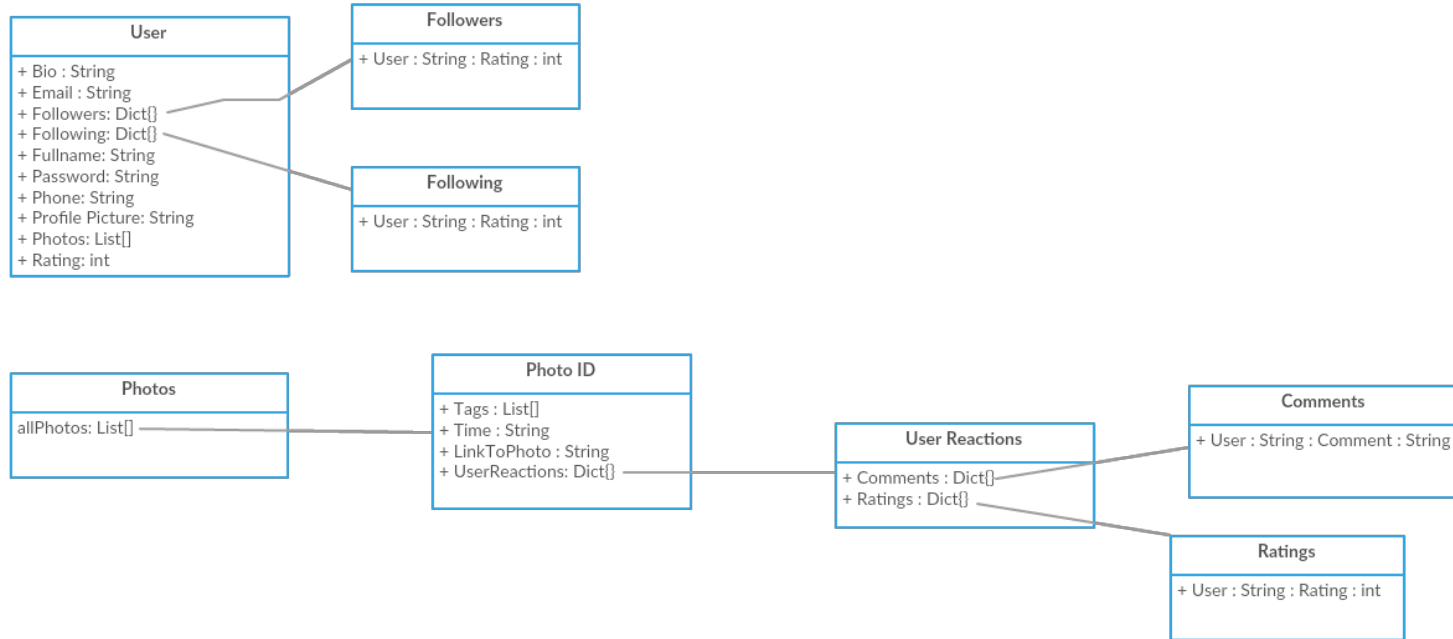 User
+ Bio : String
+ Email : String
+ Followers: Dict{}
+ Following: Dict{}
+ Fullname: String
+ Password: String
+ Phone: String
+ Profile Picture: String
+ Photos: List[]
+ Rating: int
Followers
+ User : String : Rating : int
Following
+ User : String : Rating : int
Photos
allPhotos: List[]
Photo ID
+ Tags : List[]
+ Time : String
+ LinkToPhoto : String
+ UserReactions: Dict{}
User Reactions
+ Comments : Dict{}
+ Ratings : Dict{}
Comments
+ User : String : Comment : String
Ratings
+ User : String : Rating : int